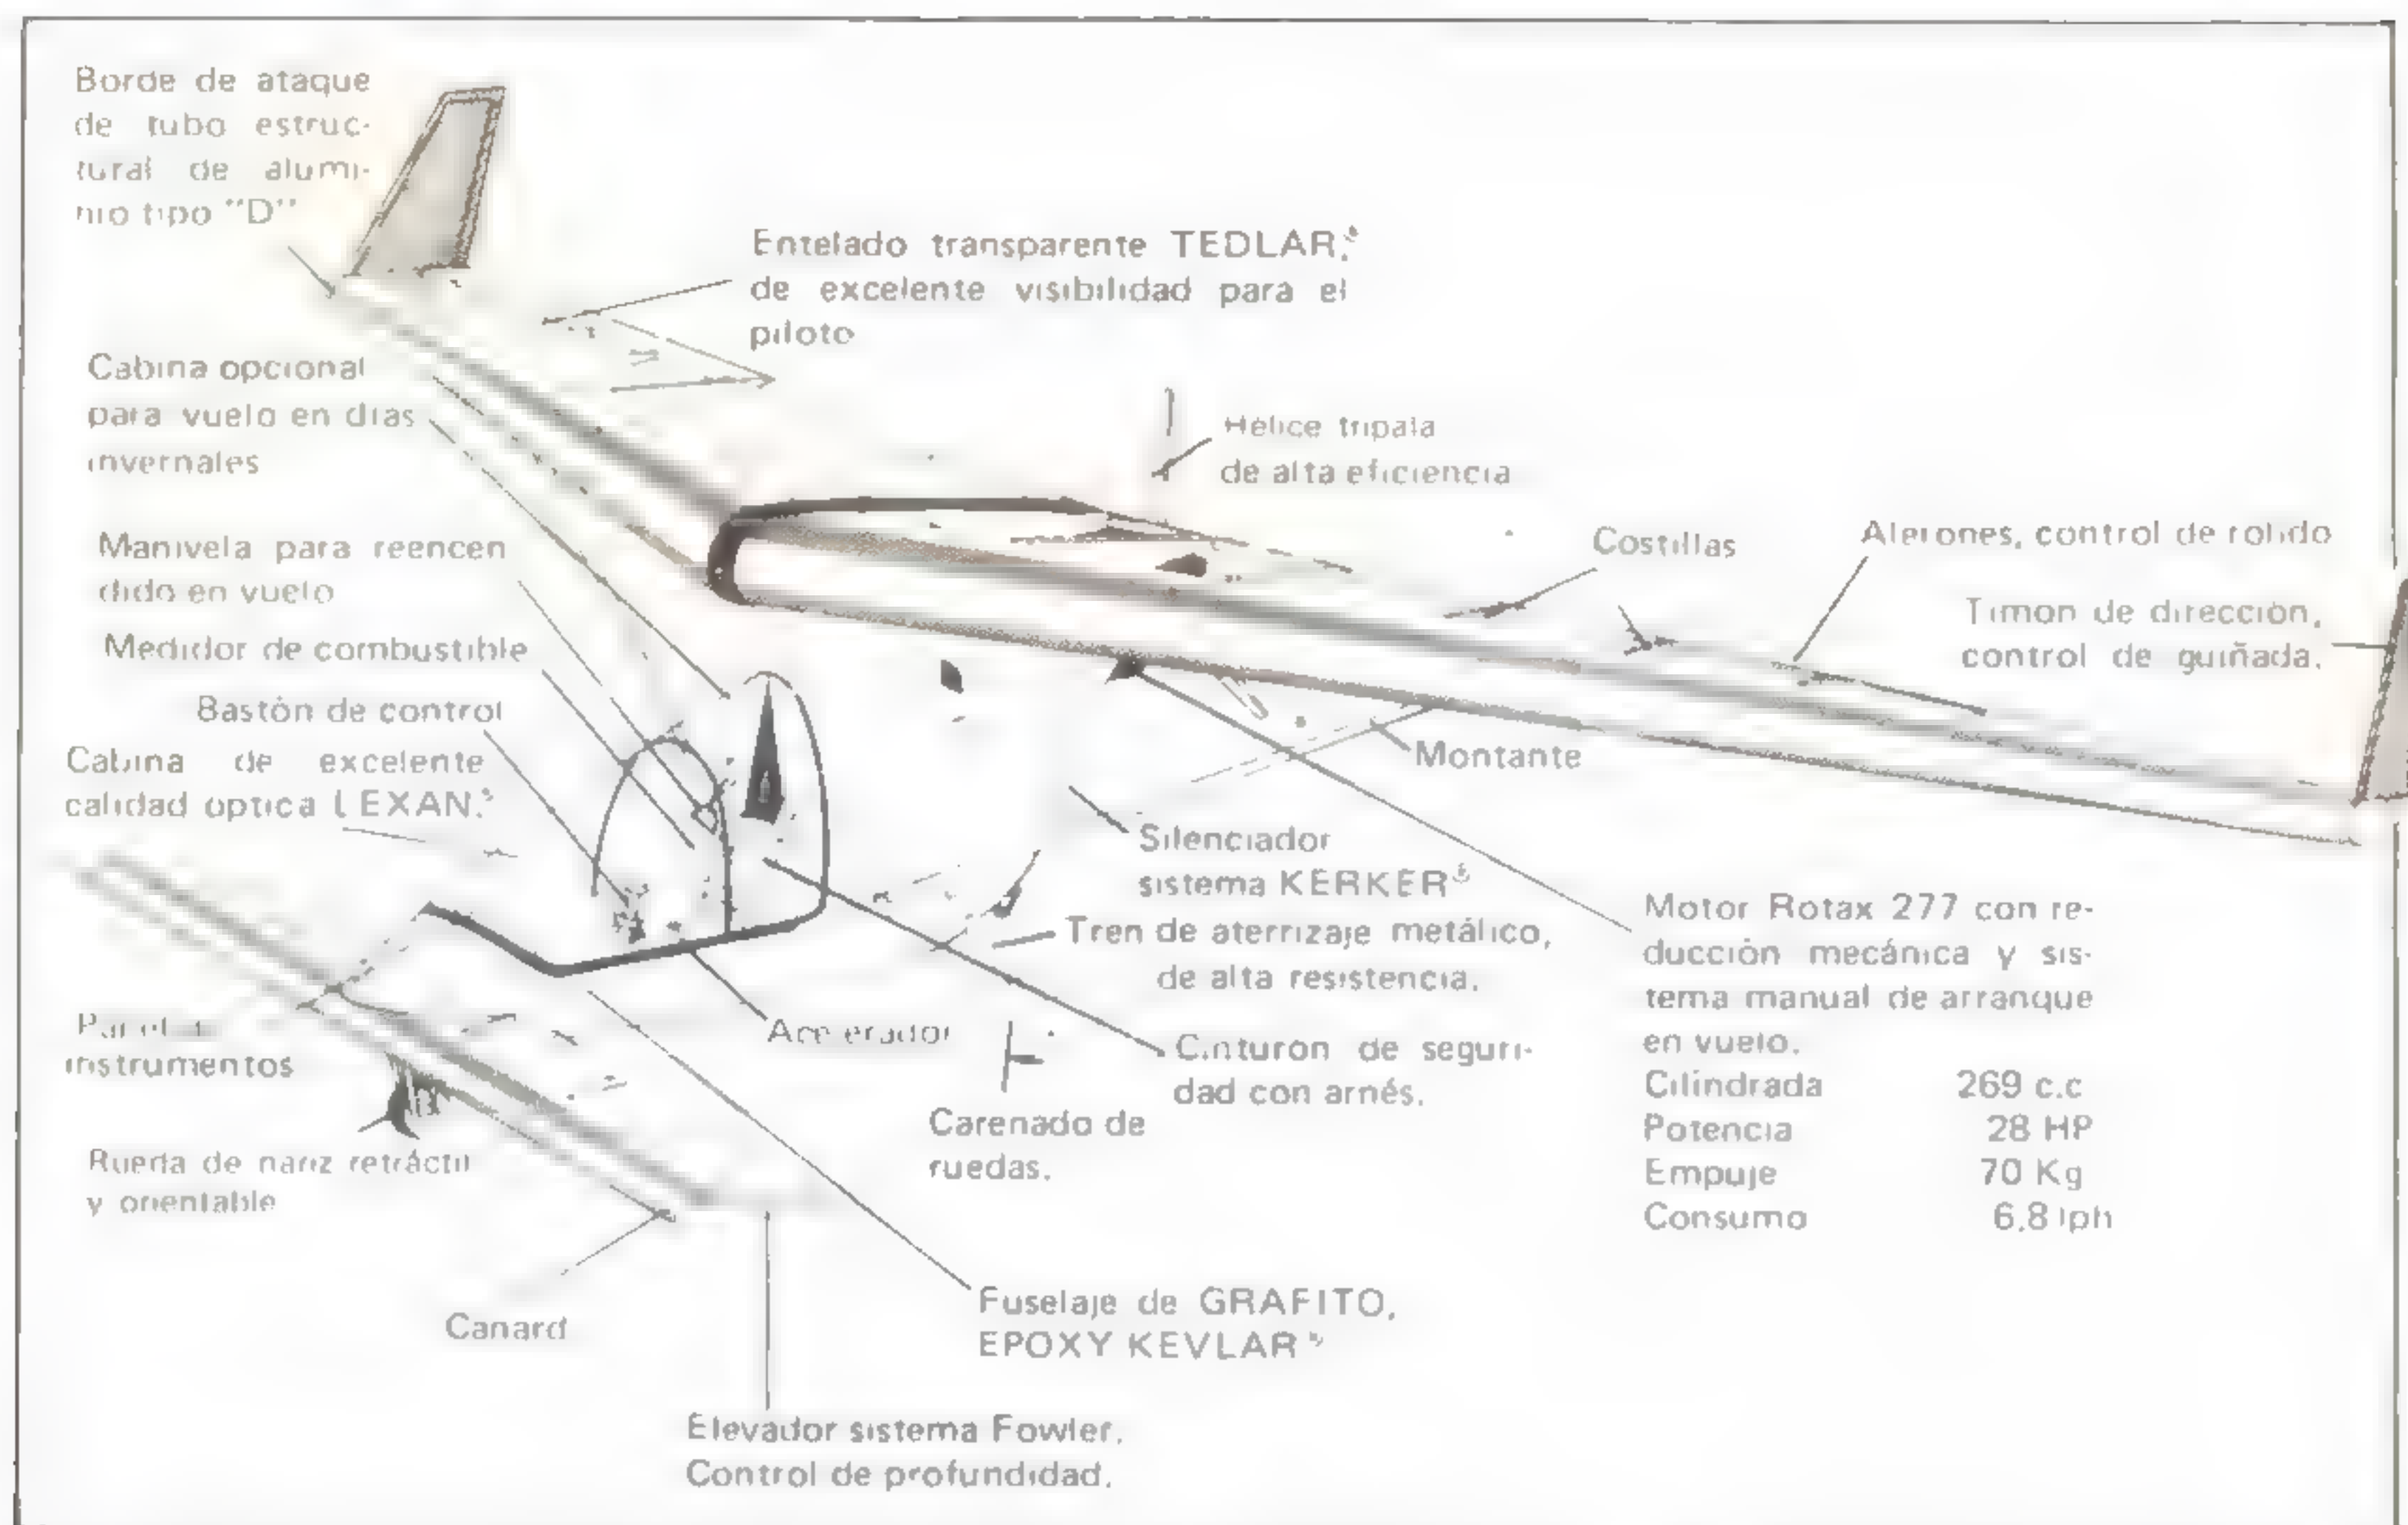 Borde de ataque
de tubo estruc-
tural de alumi-
nio tipo "D"
Entelado transparente TEDLAR.
de excelente visibilidad para el
piloto
Cabina opcional
para vuelo en días
invernales
Hélice tripala
de alta eficiencia
Manivela para reencen
dido en vuelo
Costillas
Alerones, control de rolido
Timon de dirección,
control de guiñada.
Medidor de combustible
Bastón de control
Cabina de excelente
calidad optica LEXAN.
Montante
Silenciador
sistema KERKER
Tren de aterrizaje metálico,
de alta resistencia.
Motor Rotax 277 con re-
ducción mecánica y sis-
tema manual de arranque
en vuelo.
Cilindrada 269 c.c
Potencia 28 HP
Empuje 70 Kg
Consumo 6.8 lph
instrumentos
Acelerador
Cinturon de seguri-
dad con arnés.
Carenado de
ruedas.
Rueda de nariz retráctil
y orientable
Canard
Fuselaje de GRAFITO,
EPOXY KEVLAR
Elevador sistema Fowler.
Control de profundidad.